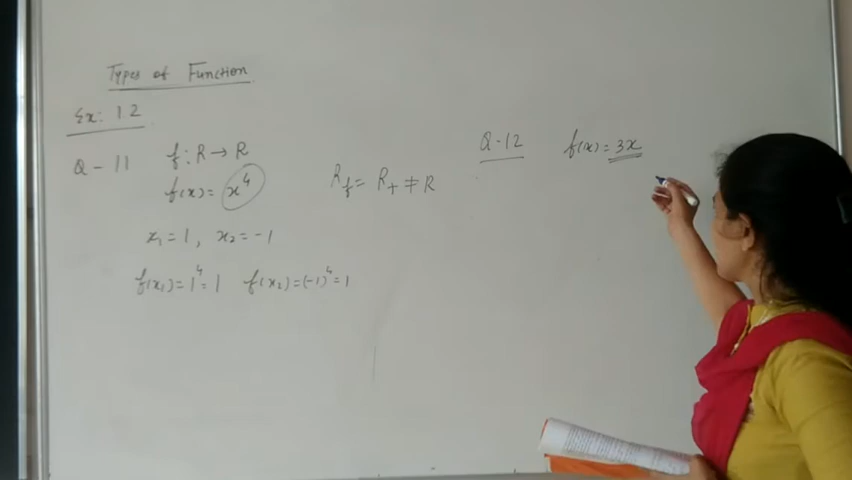 Types of Function
Ex: 1.2
Q - 11 f: R → R
f(x) = x⁴
x₁ = 1, x₂ = -1
f(x₁) = 1⁴ = 1 f(x₂) = (-1)⁴ = 1
R_f = R₊ ≠ R
Q - 12 f(x) = 3x